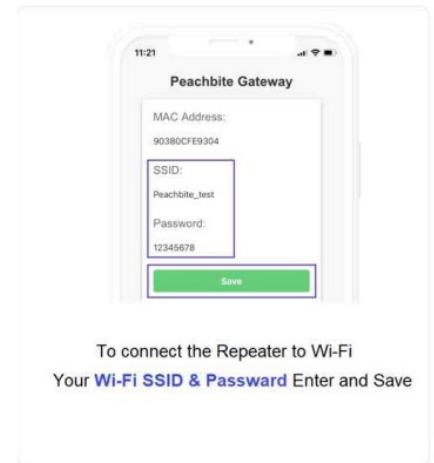 11:21
Peachbite Gateway
MAC Address:
90380CFE9304
SSID:
Peachbite_test
Password:
12345678
Save
To connect the Repeater to Wi-Fi
Your Wi-Fi SSID & Passward Enter and Save